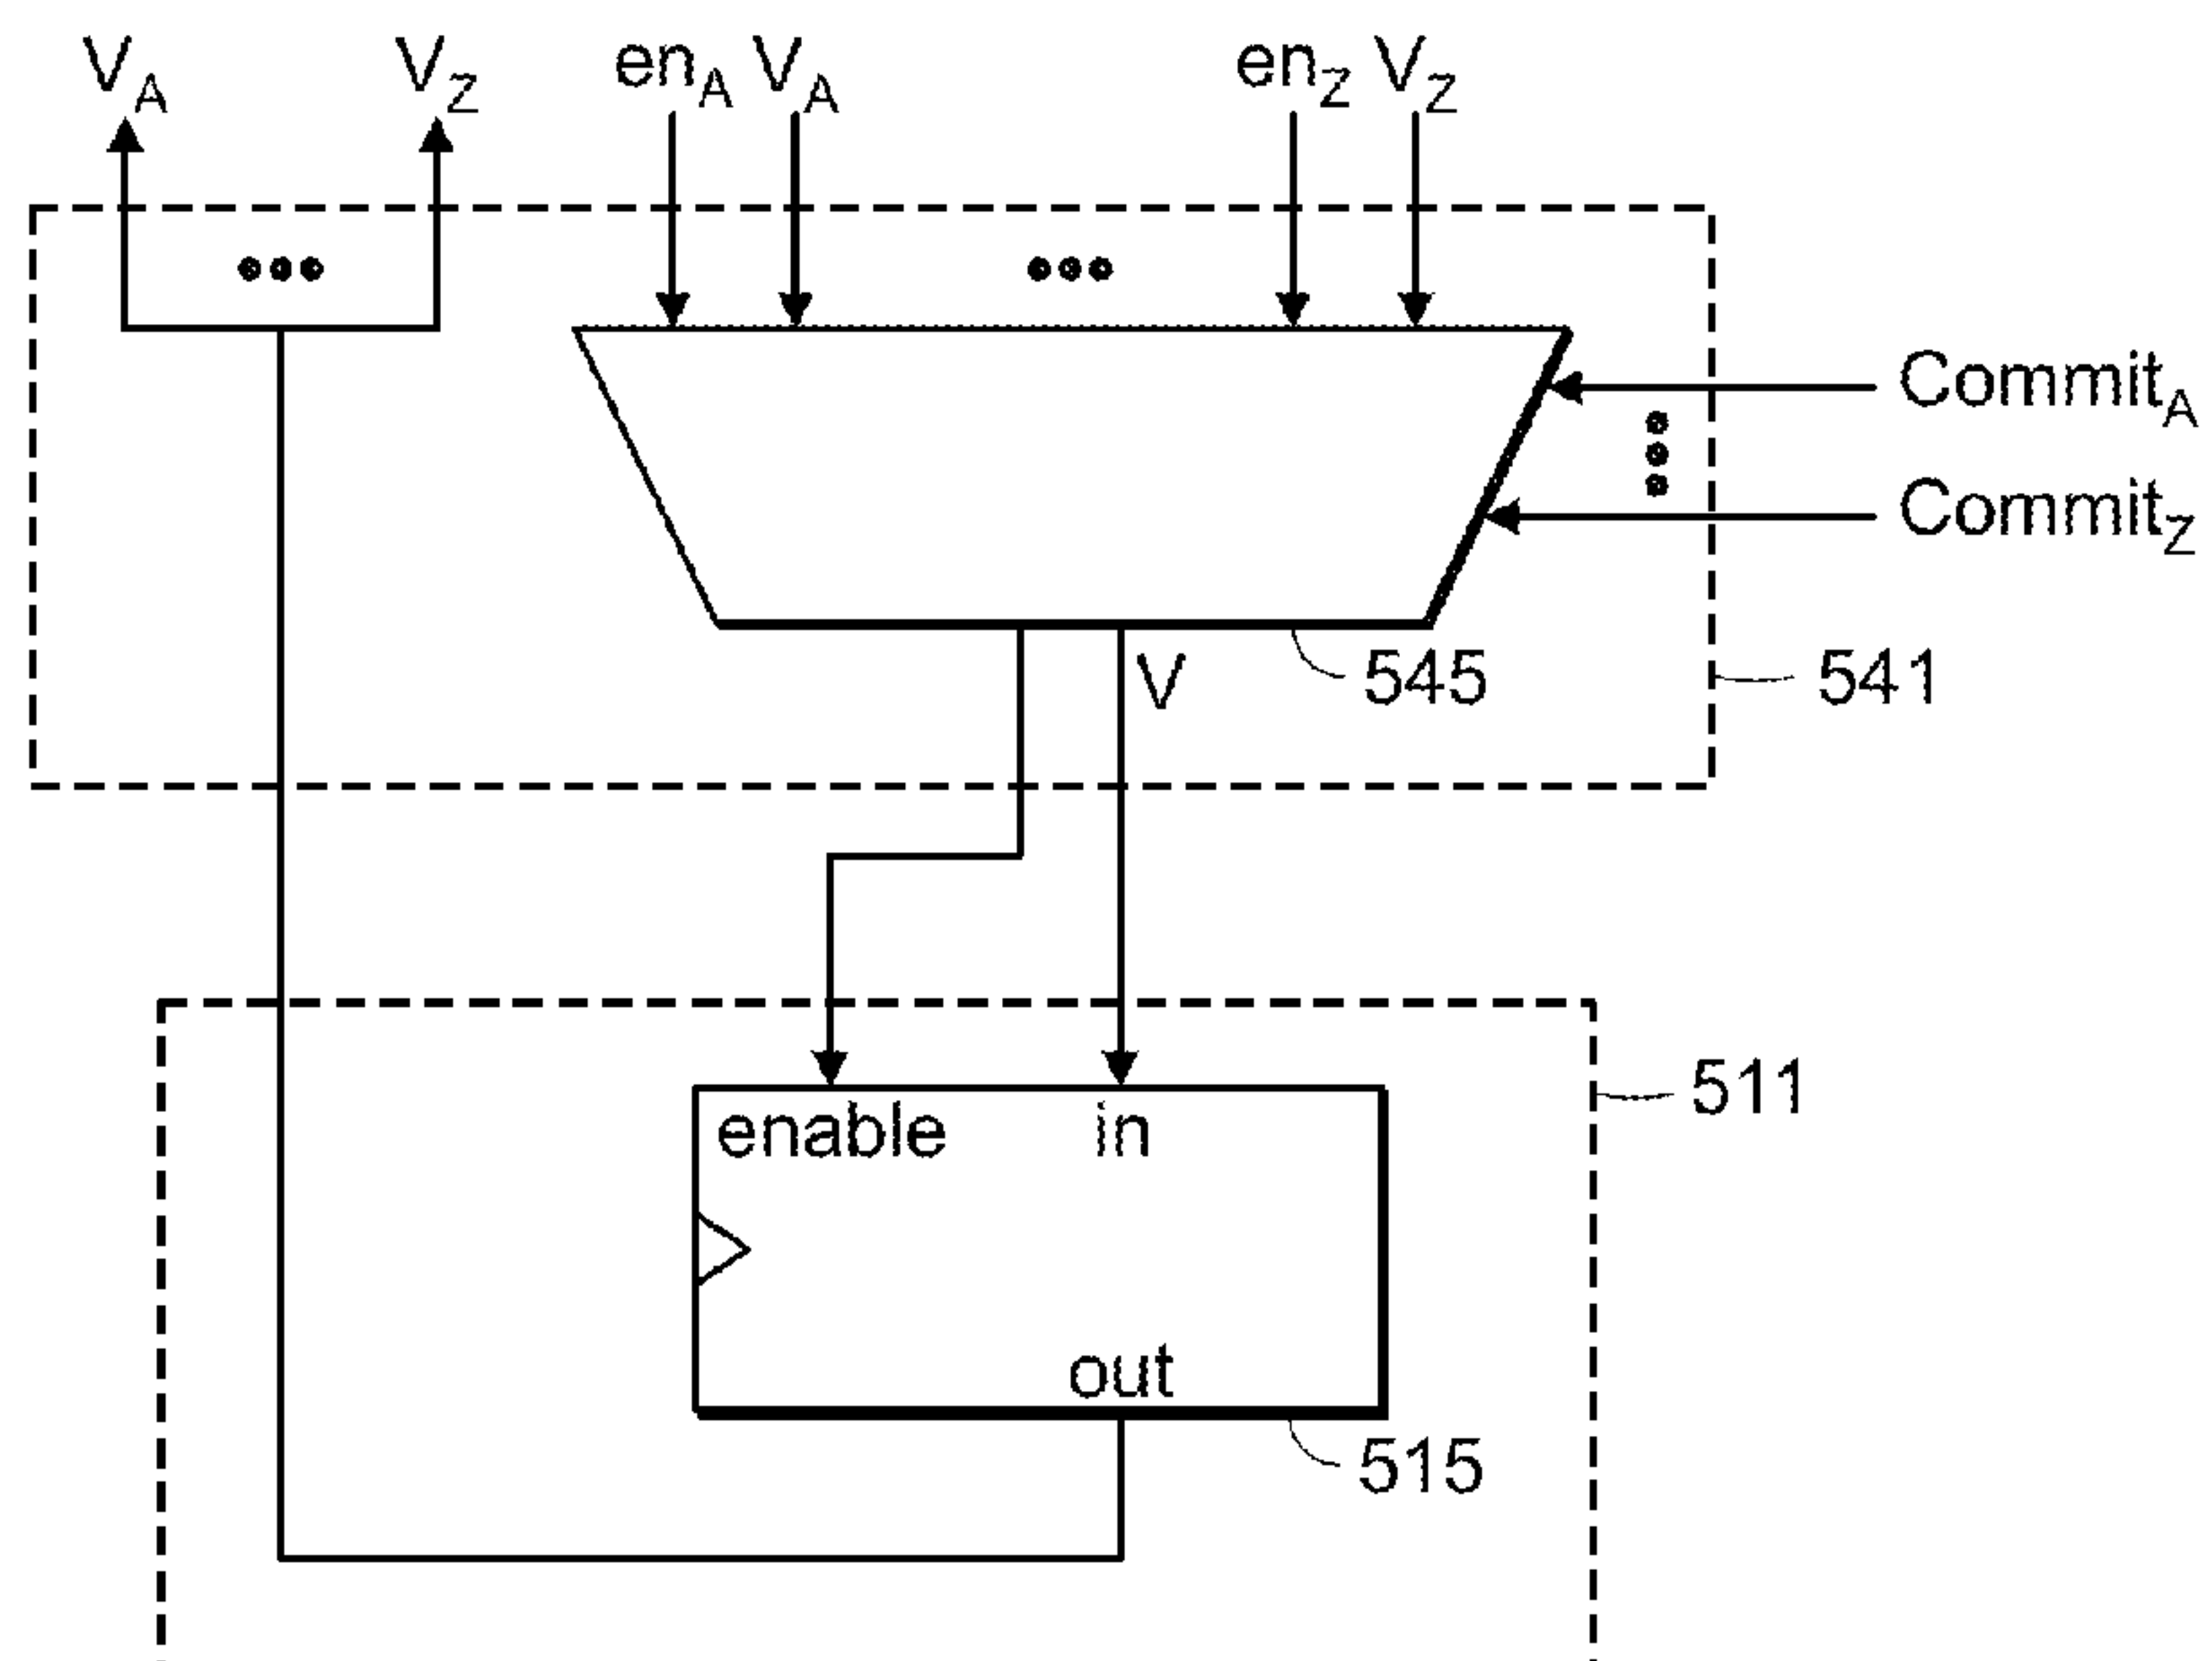 V_A V_Z en_A V_A en_Z V_Z
Commit_A
Commit_Z
V 545 541
511
enable in
out
515